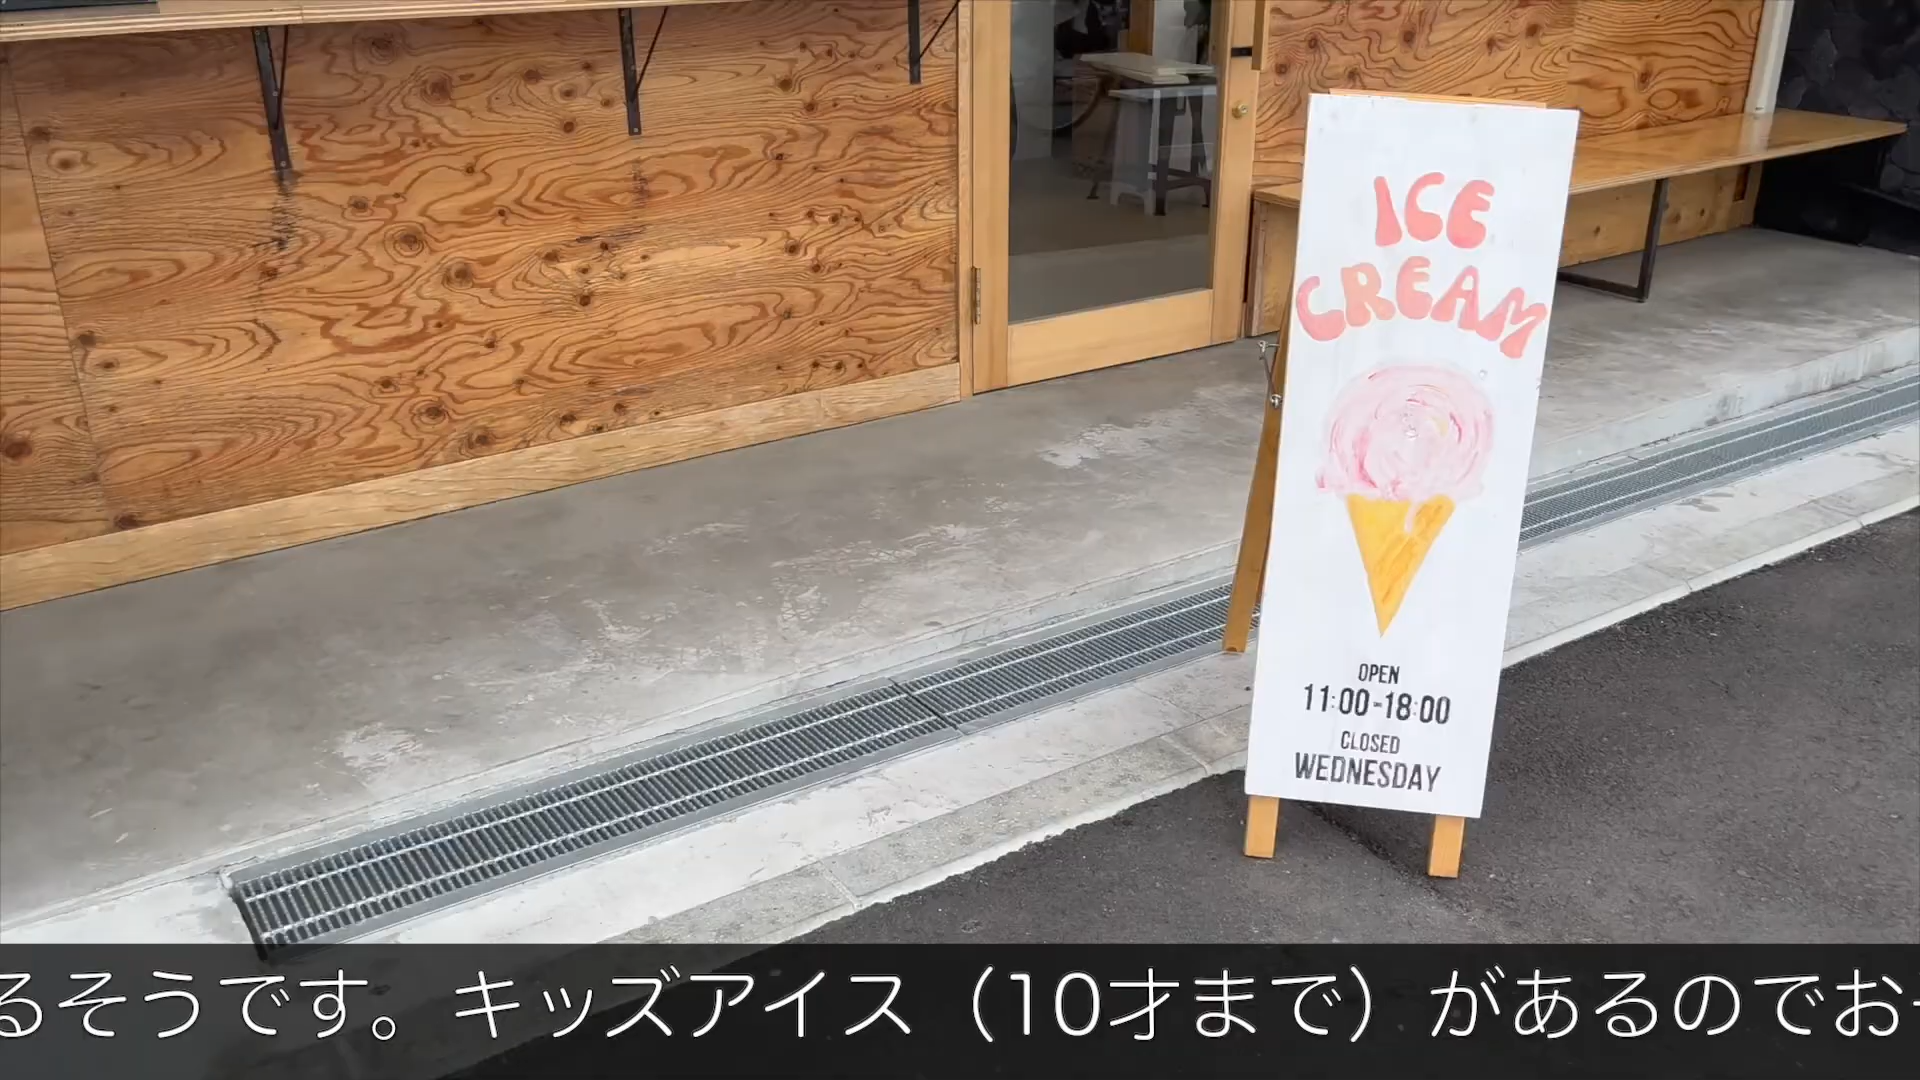 ICE
CREAM
OPEN
11:00-18:00
CLOSED
WEDNESDAY
るそうです。キッズアイス（10才まで）があるのでお